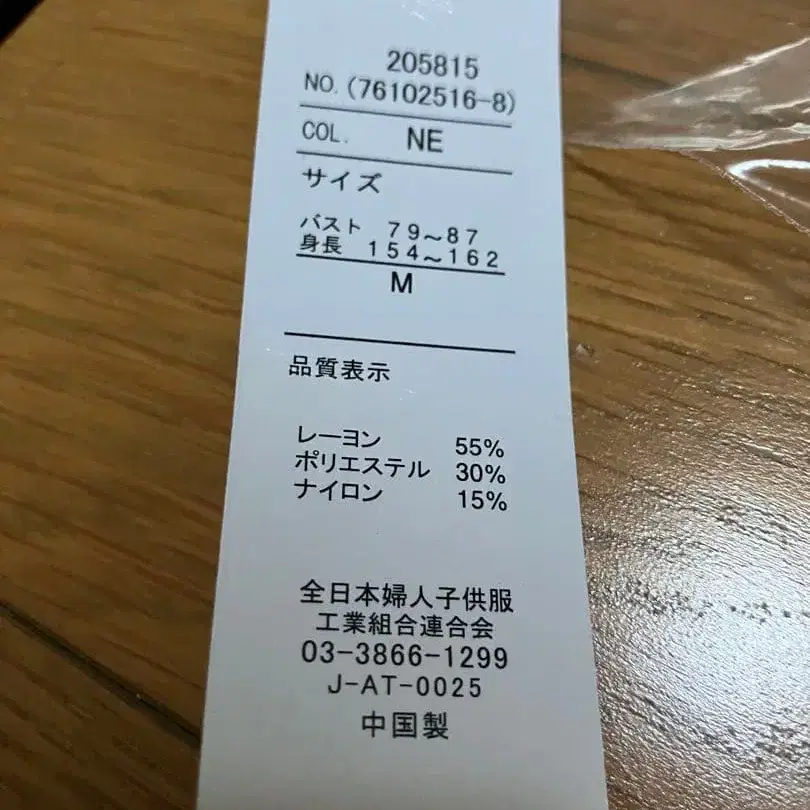 205815
NO.(76102516-8)
COL. NE
サイズ
バスト 79～87
身長 154～162
M
品質表示
レーヨン 55%
ポリエステル 30%
ナイロン 15%
全日本婦人子供服
工業組合連合会
03-3866-1299
J-AT-0025
中国製